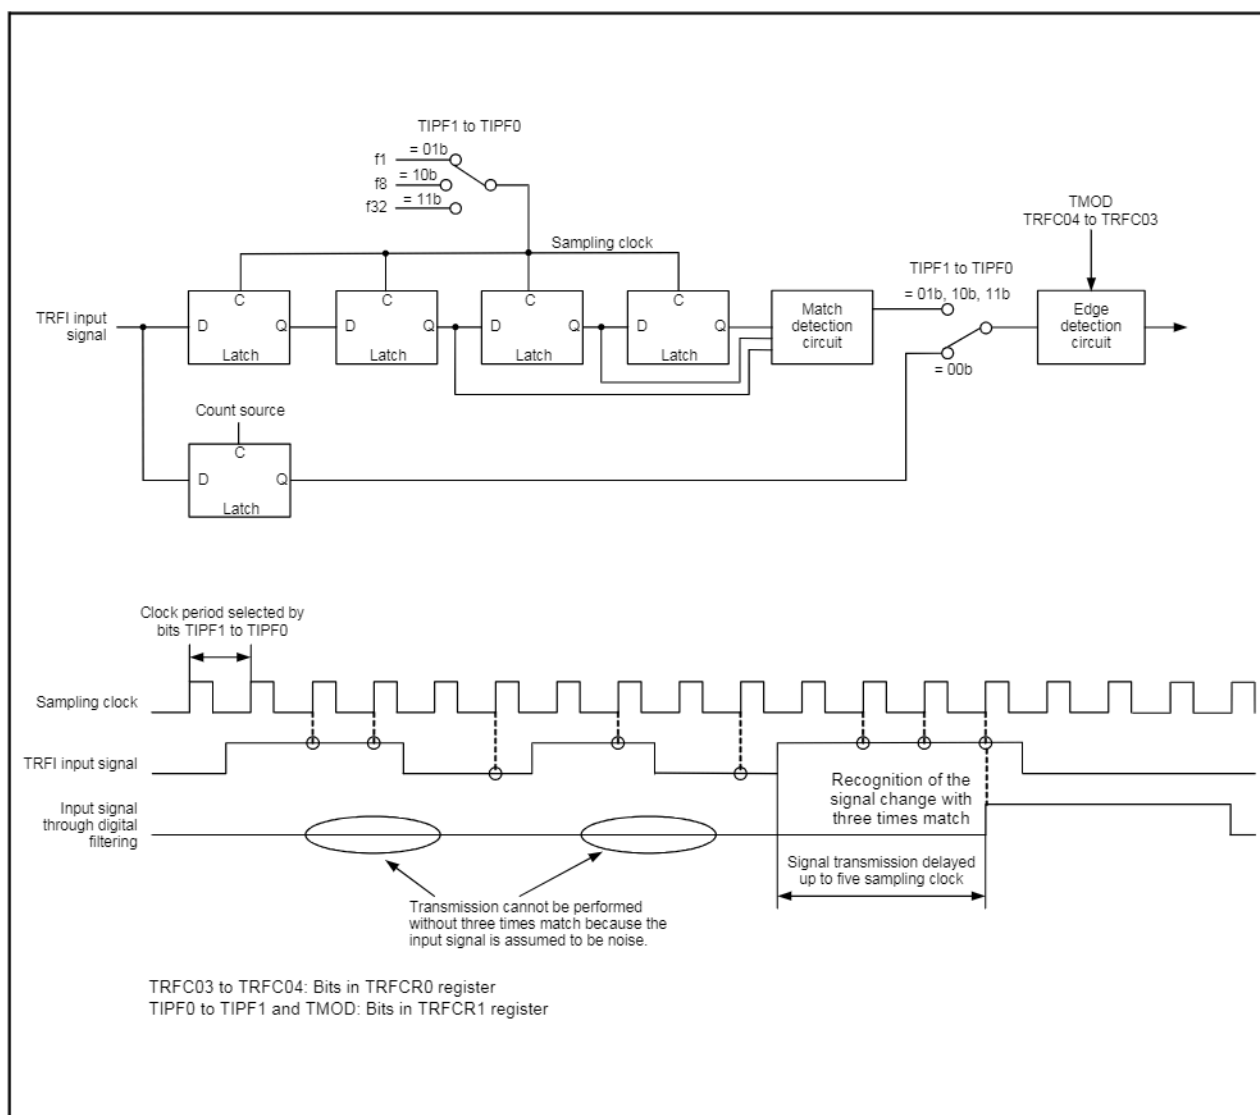 TIPF1 to TIPF0
= 01b
f1
= 10b
f8
= 11b
f32
TMOD
TRFC04 to TRFC03
Sampling clock
TIPF1 to TIPF0
= 01b, 10b, 11b
C
C
C
C
TRFI input
signal
D
Q
D
Q
D
Q
D
Q
Latch
Latch
Latch
Latch
Match
detection
circuit
Edge
detection
circuit
= 00b
Count source
C
D
Q
Latch
Clock period selected by
bits TIPF1 to TIPF0
Sampling clock
TRFI input signal
Recognition of the
signal change with
three times match
Input signal
through digital
filtering
Signal transmission delayed
up to five sampling clock
Transmission cannot be performed
without three times match because the
input signal is assumed to be noise.
TRFC03 to TRFC04: Bits in TRFCR0 register
TIPF0 to TIPF1 and TMOD: Bits in TRFCR1 register